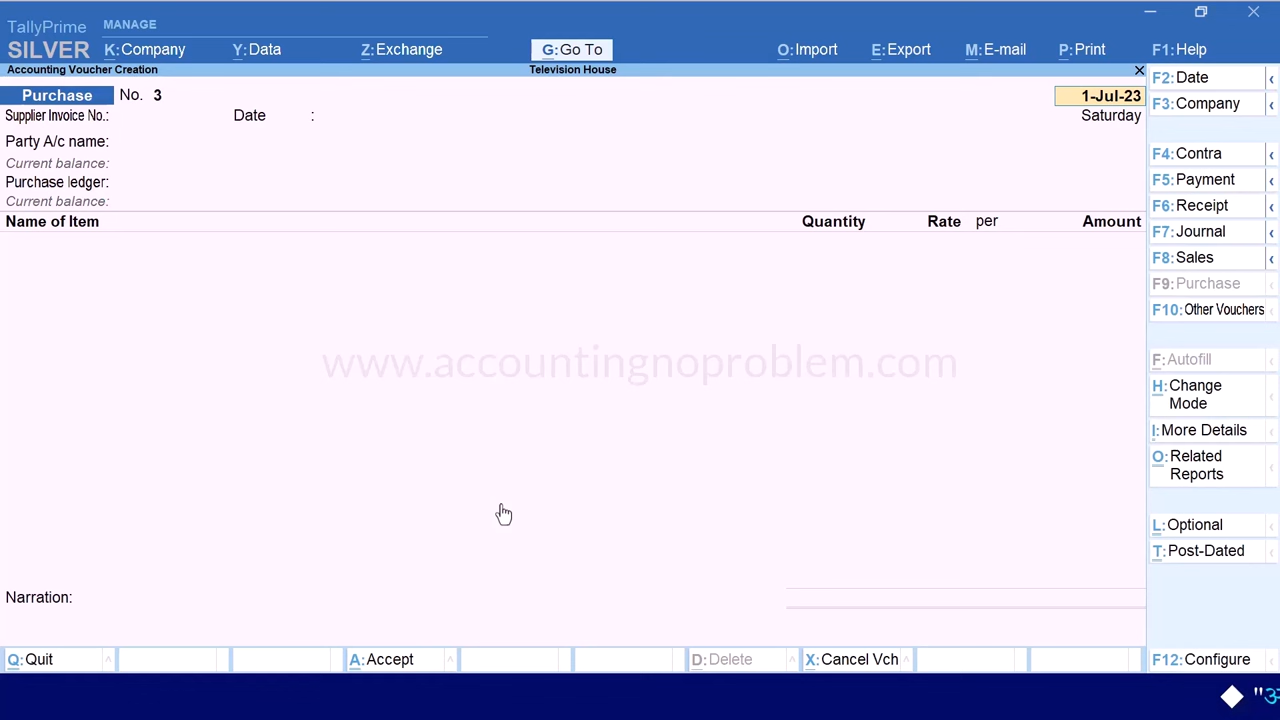 TallyPrime MANAGE
SILVER K:Company Y:Data Z:Exchange G:Go To O:Import E:Export M:E-mail P:Print F1:Help
Accounting Voucher Creation Television House
Purchase No. 3 1-Jul-23
Supplier Invoice No.: Date : Saturday
Party A/c name:
Current balance:
Purchase ledger:
Current balance:
Name of Item Quantity Rate per Amount
www.accountingnoproblem.com
Narration:
Q:Quit A:Accept D:Delete X:Cancel Vch F12:Configure
F2:Date
F3:Company
F4:Contra
F5:Payment
F6:Receipt
F7:Journal
F8:Sales
F9:Purchase
F10:Other Vouchers
F:Autofill
H:Change
Mode
I:More Details
O:Related
Reports
L:Optional
T:Post-Dated